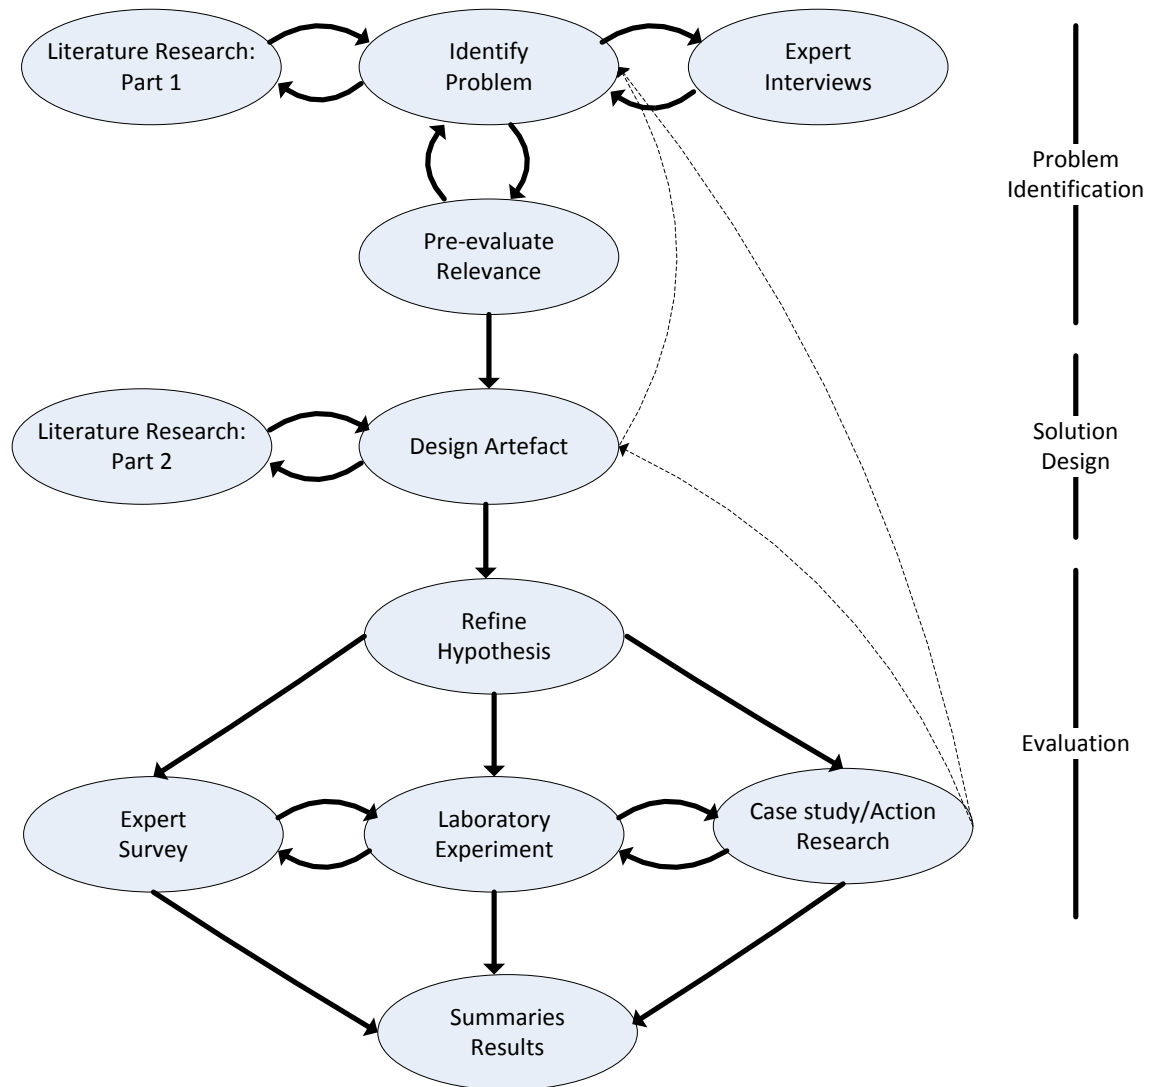 Literature Research:
Part 1
Identify
Problem
Expert
Interviews
Problem
Identification
Pre-evaluate
Relevance
Literature Research:
Part 2
Design Artefact
Solution
Design
Refine
Hypothesis
Evaluation
Expert
Survey
Laboratory
Experiment
Case study/Action
Research
Summaries
Results